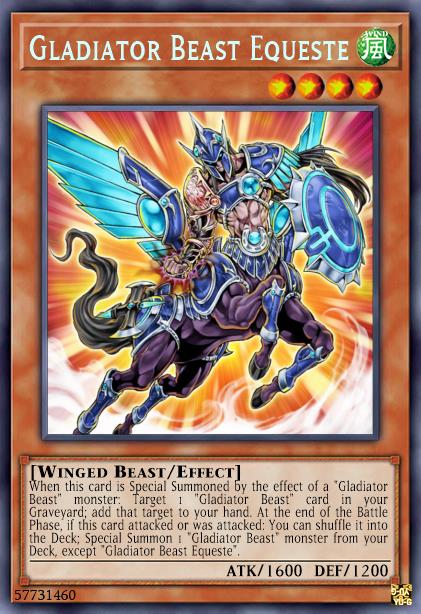 GLADIATOR BEAST EQUESTE
WIND
風
[WINGED BEAST/EFFECT]
When this card is Special Summoned by the effect of a "Gladiator
Beast" monster: Target 1 "Gladiator Beast" card in your
Graveyard; add that target to your hand. At the end of the Battle
Phase, if this card attacked or was attacked: You can shuffle it into
the Deck; Special Summon 1 "Gladiator Beast" monster from your
Deck, except "Gladiator Beast Equeste".
ATK/1600 DEF/1200
57731460